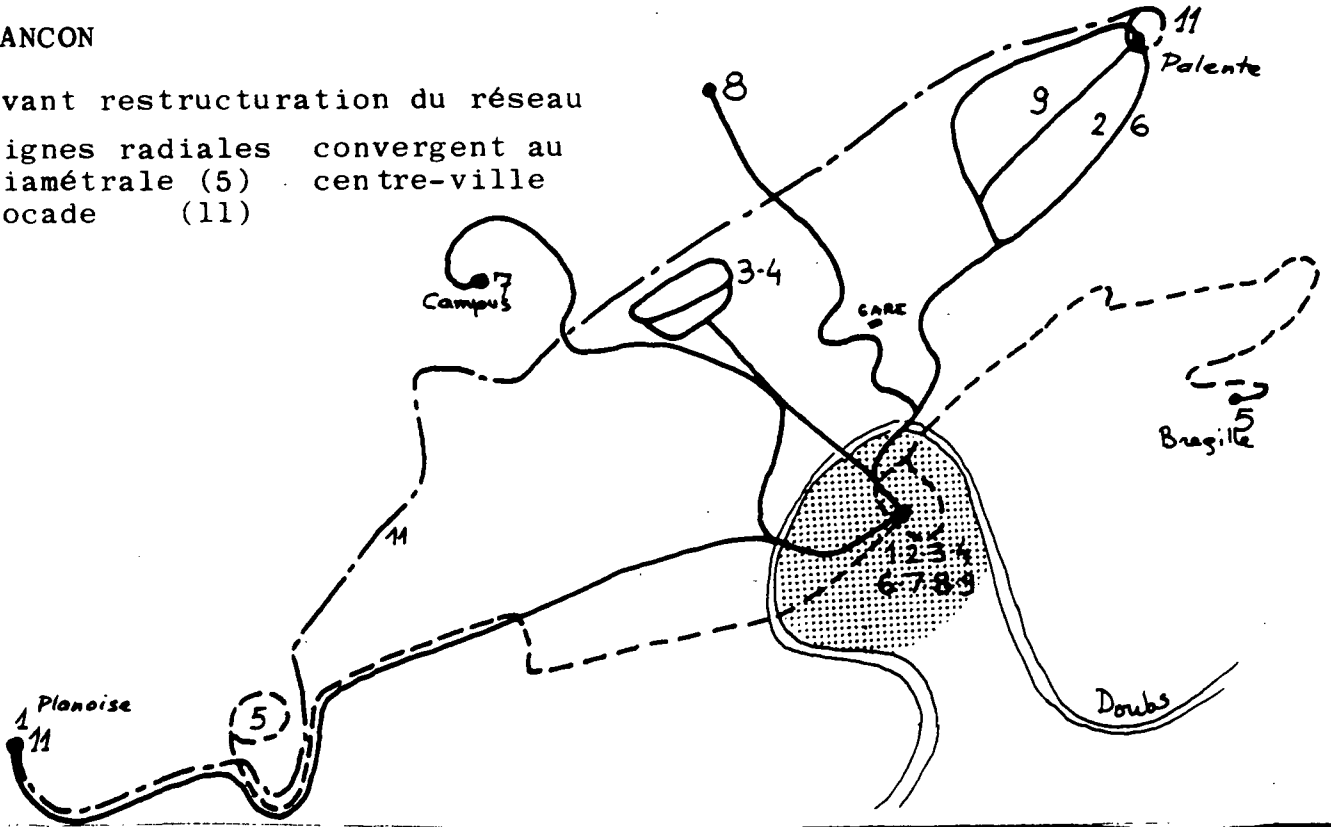 ANCON
vant restructuration du réseau
ignes radiales convergent au
iamétrale (5) centre-ville
ocade (11)
11
Palente
8
9
2 6
3-4
7
Campus
GARE
5
Bregille
11
1 2 3 4
6 7 8 9
Planoise
1
11
5
Doubs